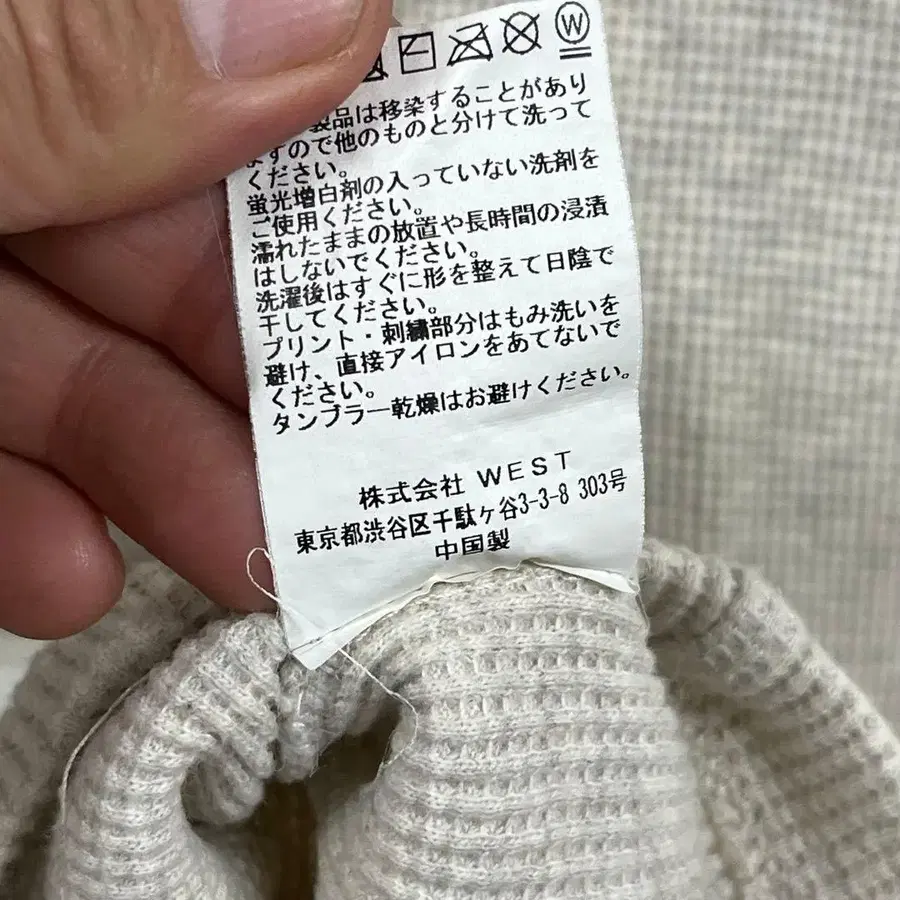 W
製品は移染することがあり
ますので他のものと分けて洗って
ください。
蛍光増白剤の入っていない洗剤を
ご使用ください。
濡れたままの放置や長時間の浸漬
はしないでください。
洗濯後はすぐに形を整えて日陰で
干してください。
プリント・刺繍部分はもみ洗いを
避け、直接アイロンをあてないで
ください。
タンブラー乾燥はお避けください。
株式会社 WEST
東京都渋谷区千駄ヶ谷3-3-8 303号
中国製